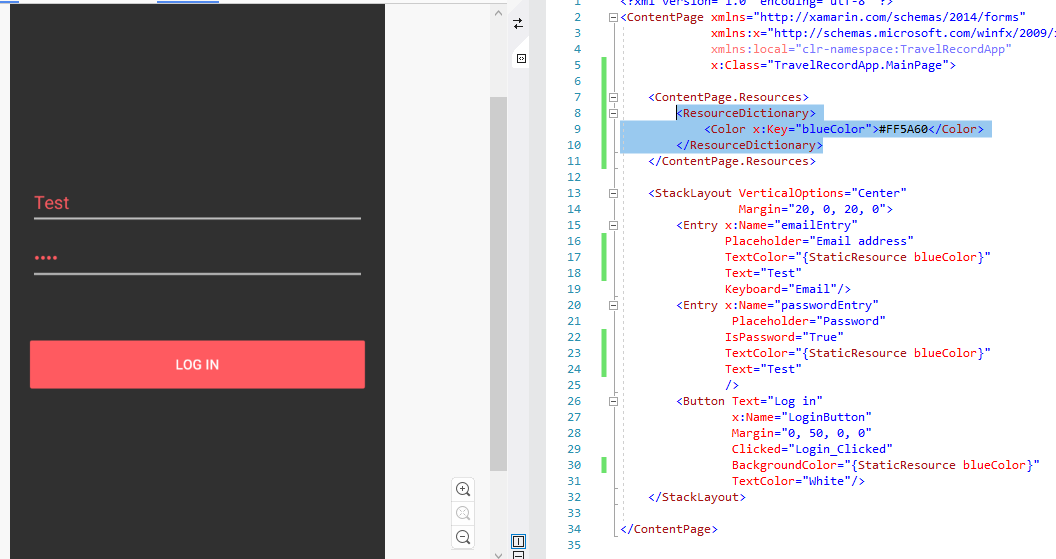 Test
••••
LOG IN
1 <?xml version="1.0" encoding="utf-8" ?>
2 <ContentPage xmlns="http://xamarin.com/schemas/2014/forms"
3 xmlns:x="http://schemas.microsoft.com/winfx/2009/
4 xmlns:local="clr-namespace:TravelRecordApp"
5 x:Class="TravelRecordApp.MainPage">
6
7 <ContentPage.Resources>
8 <ResourceDictionary>
9 <Color x:Key="blueColor">#FF5A60</Color>
10 </ResourceDictionary>
11 </ContentPage.Resources>
12
13 <StackLayout VerticalOptions="Center"
14 Margin="20, 0, 20, 0">
15 <Entry x:Name="emailEntry"
16 Placeholder="Email address"
17 TextColor="{StaticResource blueColor}"
18 Text="Test"
19 Keyboard="Email"/>
20 <Entry x:Name="passwordEntry"
21 Placeholder="Password"
22 IsPassword="True"
23 TextColor="{StaticResource blueColor}"
24 Text="Test"
25 />
26 <Button Text="Log in"
27 x:Name="LoginButton"
28 Margin="0, 50, 0, 0"
29 Clicked="Login_Clicked"
30 BackgroundColor="{StaticResource blueColor}"
31 TextColor="White"/>
32 </StackLayout>
33
34 </ContentPage>
35